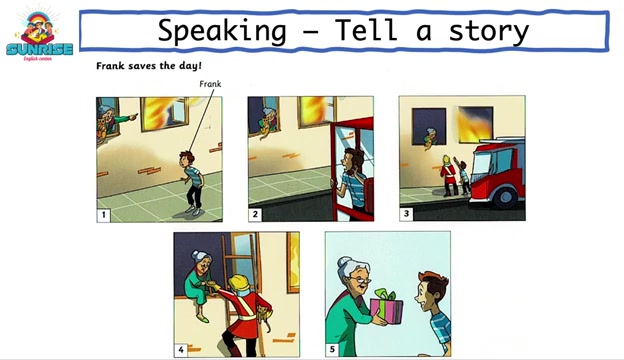 SUNRISE
English centre
Speaking – Tell a story
Frank saves the day!
Frank
1
2
3
4
5